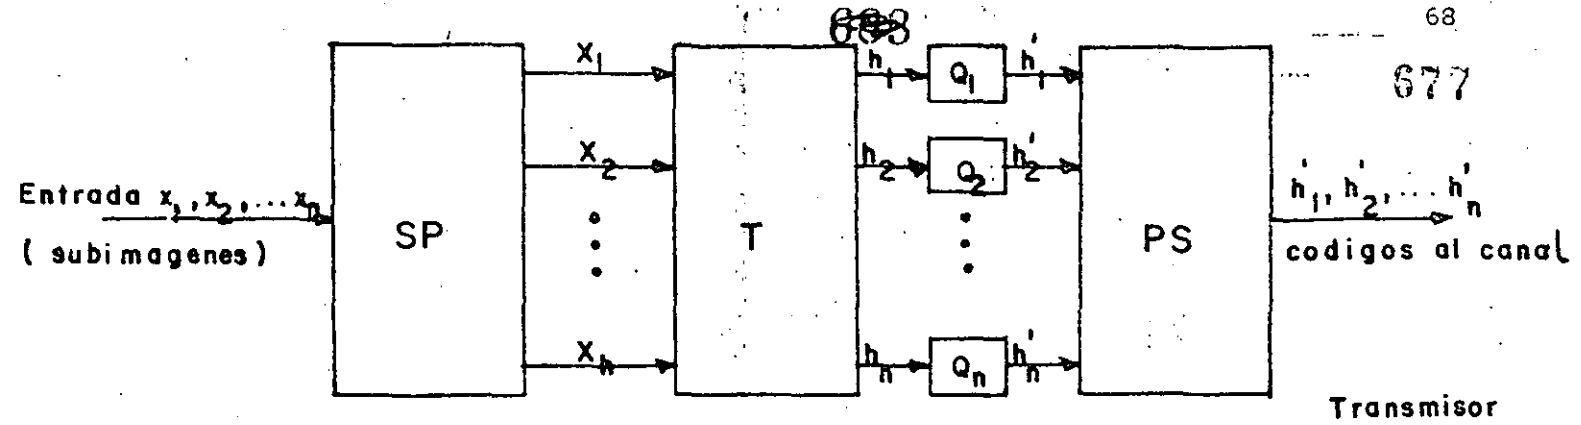 68
677
Entrada x₁, x₂, ... xₙ
( subimagenes)
SP
X₁
X₂
Xₙ
T
h₁
h₂
hₙ
Q₁
Q₂
Qₙ
h'₁
h'₂
h'ₙ
PS
h'₁, h'₂, ... h'ₙ
codigos al canal
Transmisor